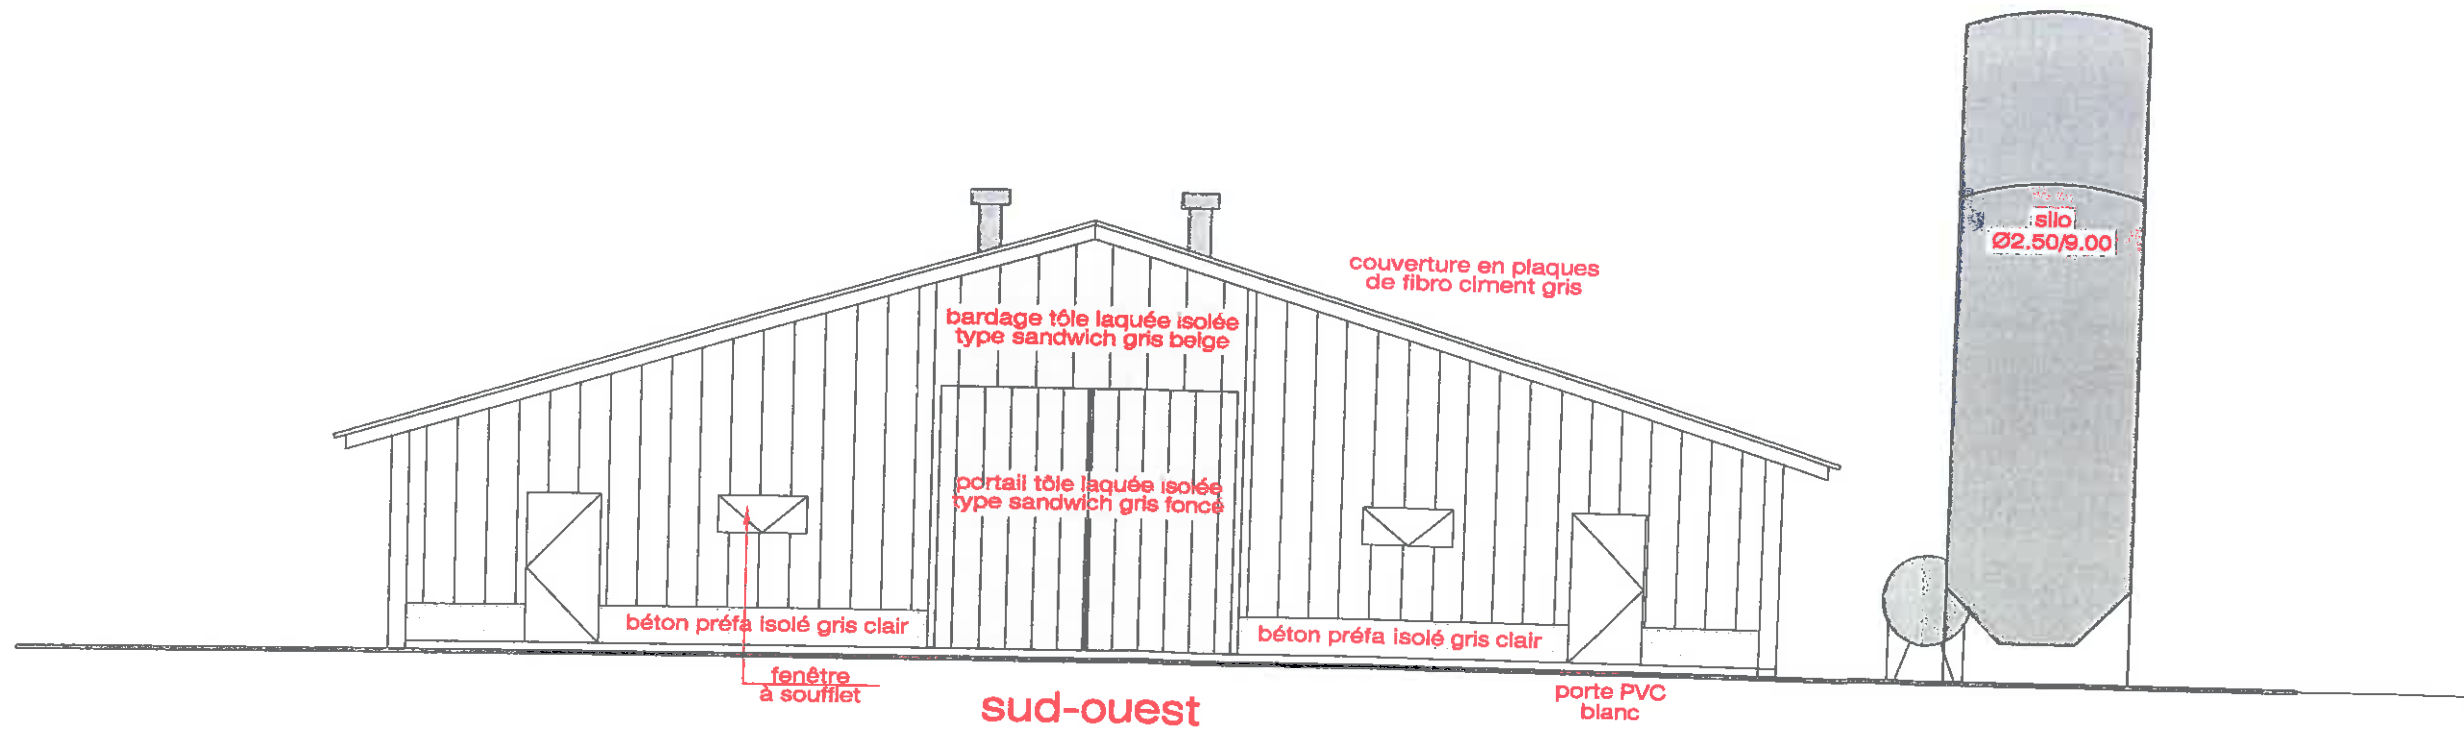 silo
Ø2.50/9.00
couverture en plaques
de fibro ciment gris
bardage tôle laquée isolée
type sandwich gris beige
portail tôle laquée isolée
type sandwich gris foncé
béton préfa isolé gris clair
béton préfa isolé gris clair
fenêtre
à soufflet
porte PVC
blanc
sud-ouest